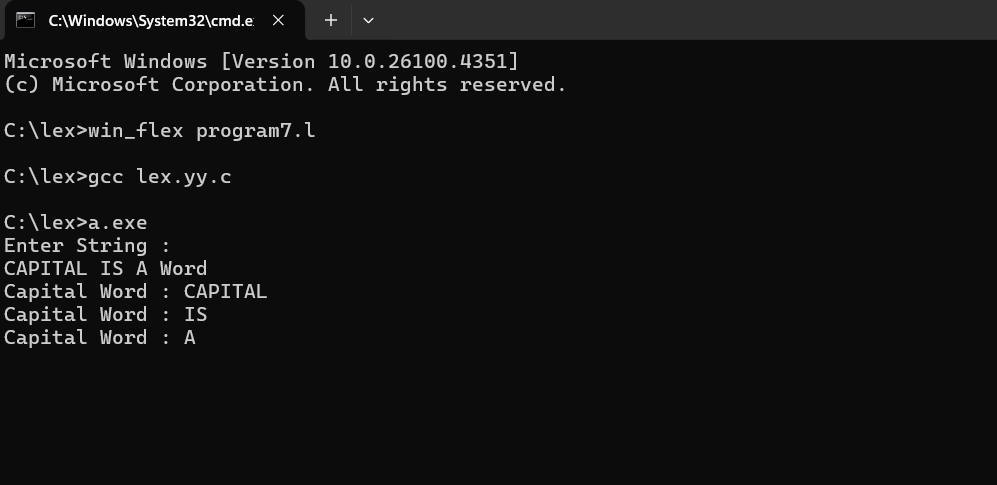 C:\Windows\System32\cmd.e
Microsoft Windows [Version 10.0.26100.4351]
(c) Microsoft Corporation. All rights reserved.
C:\lex>win_flex program7.l
C:\lex>gcc lex.yy.c
C:\lex>a.exe
Enter String :
CAPITAL IS A Word
Capital Word : CAPITAL
Capital Word : IS
Capital Word : A